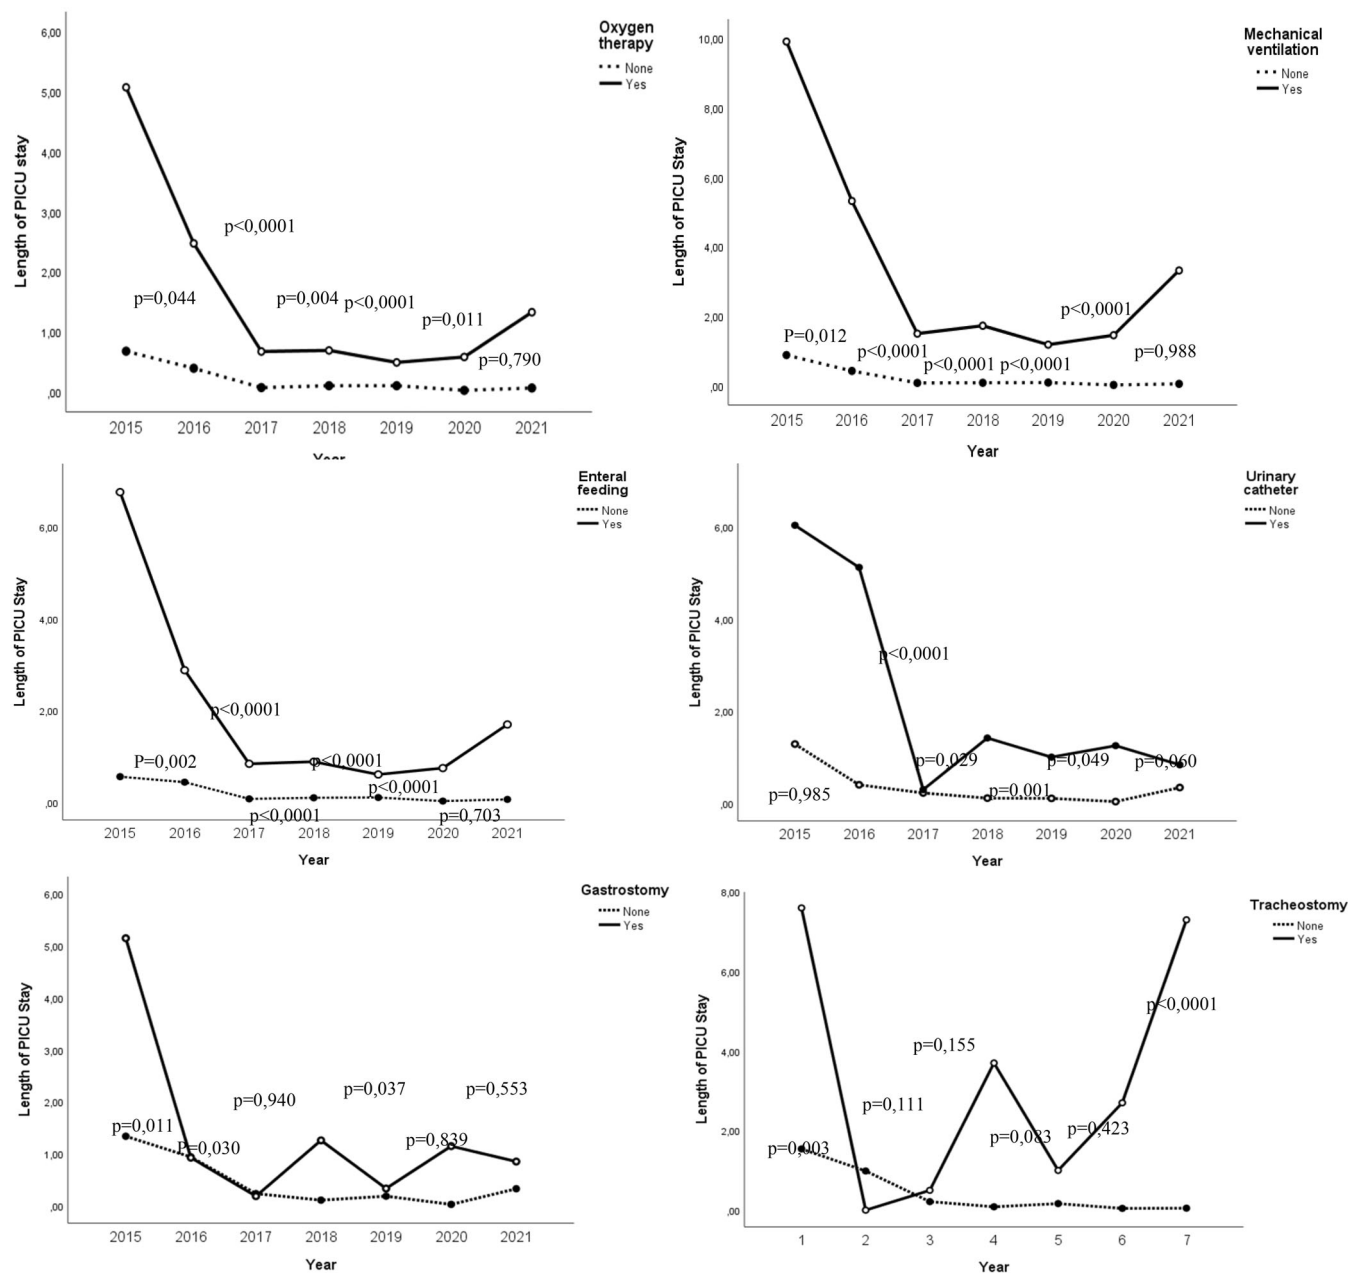 Oxygen
therapy
None
Yes
Length of PICU stay
6,00
5,00
4,00
3,00
2,00
1,00
,00
p=0,044
p<0,0001
p=0,004
p<0,0001
p=0,011
p=0,790
2015 2016 2017 2018 2019 2020 2021
Year
Mechanical
ventilation
None
Yes
Length of PICU Stay
10,00
8,00
6,00
4,00
2,00
,00
P=0,012
p<0,0001
p<0,0001
p<0,0001
p<0,0001
p=0,988
2015 2016 2017 2018 2019 2020 2021
Year
Enteral
feeding
None
Yes
Length of PICU Stay
6,00
4,00
2,00
,00
P=0,002
p<0,0001
p<0,0001
p<0,0001
p<0,0001
p=0,703
2015 2016 2017 2018 2019 2020 2021
Year
Urinary
catheter
None
Yes
Length of PICU Stay
6,00
4,00
2,00
,00
p=0,985
p<0,0001
p=0,029
p=0,001
p=0,049
p=0,060
2015 2016 2017 2018 2019 2020 2021
Year
Gastrostomy
None
Yes
Length of PICU Stay
6,00
5,00
4,00
3,00
2,00
1,00
,00
p=0,011
P=0,030
p=0,940
p=0,037
p=0,839
p=0,553
2015 2016 2017 2018 2019 2020 2021
Year
Tracheostomy
None
Yes
Length of PICU Stay
8,00
6,00
4,00
2,00
,00
p=0,003
p=0,111
p=0,155
p=0,083
p=0,423
p<0,0001
1 2 3 4 5 6 7
Year